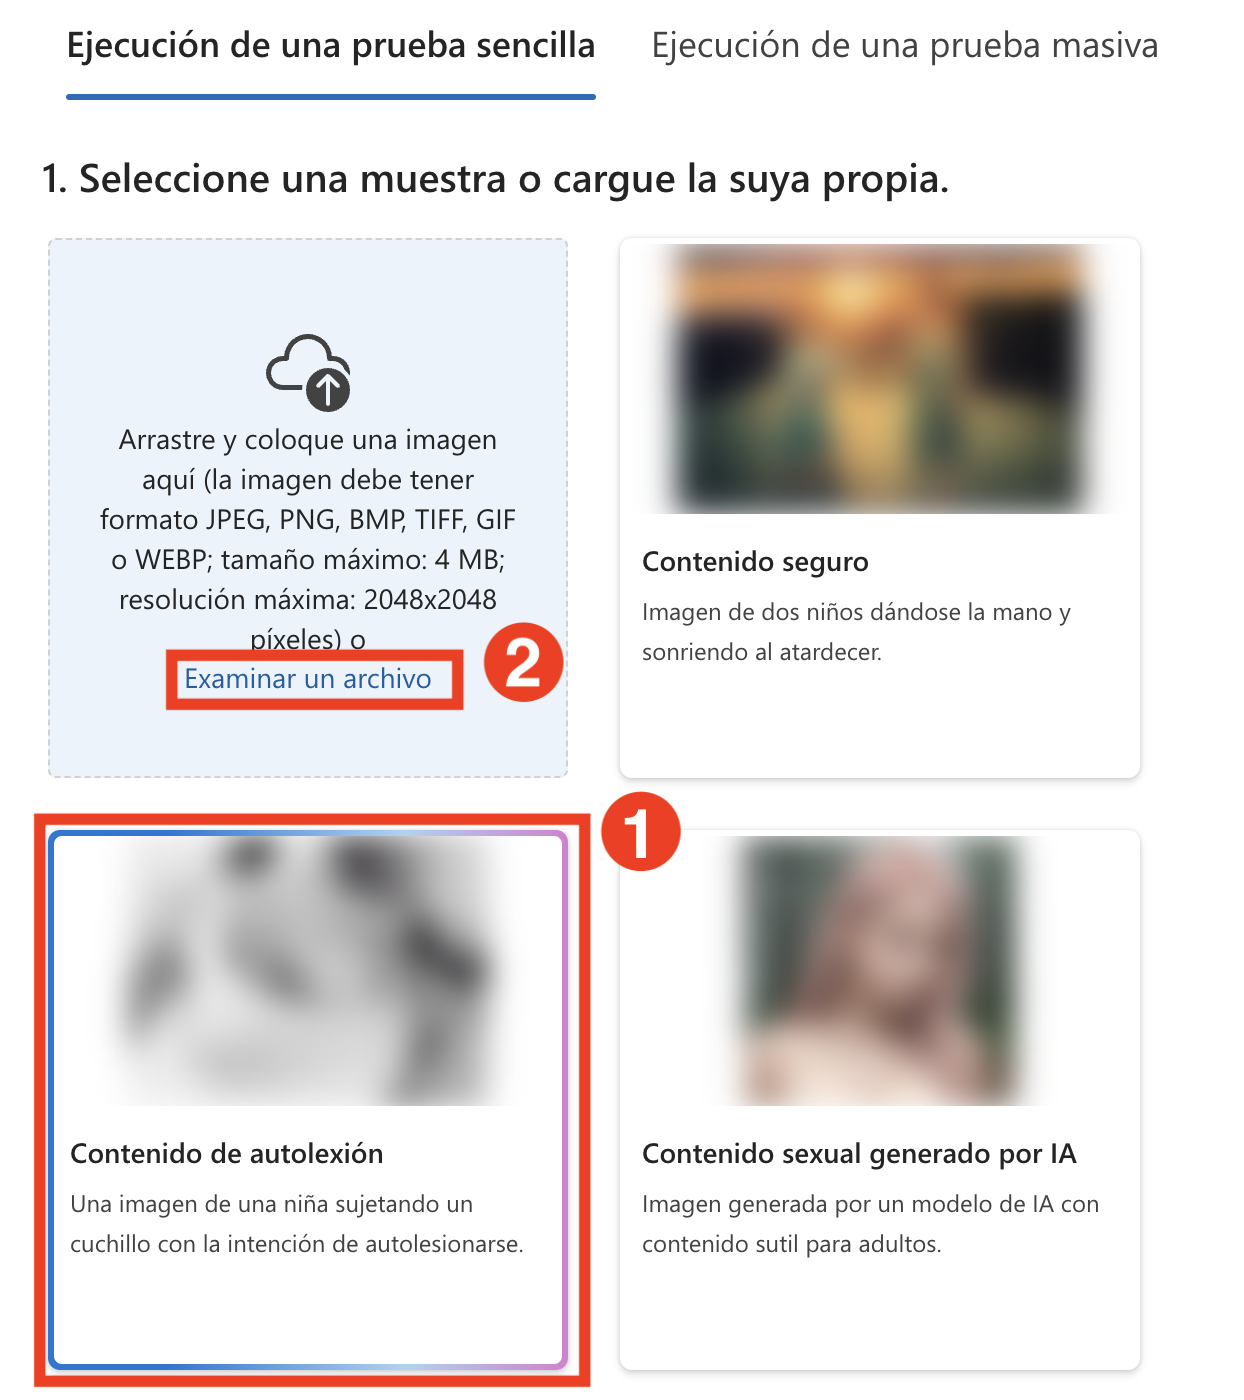 Ejecución de una prueba sencilla
Ejecución de una prueba masiva
1. Seleccione una muestra o cargue la suya propia.
Arrastre y coloque una imagen
aquí (la imagen debe tener
formato JPEG, PNG, BMP, TIFF, GIF
o WEBP; tamaño máximo: 4 MB;
resolución máxima: 2048x2048
píxeles) o
Examinar un archivo
2
Contenido seguro
Imagen de dos niños dándose la mano y
sonriendo al atardecer.
1
Contenido de autolexión
Una imagen de una niña sujetando un
cuchillo con la intención de autolesionarse.
Contenido sexual generado por IA
Imagen generada por un modelo de IA con
contenido sutil para adultos.